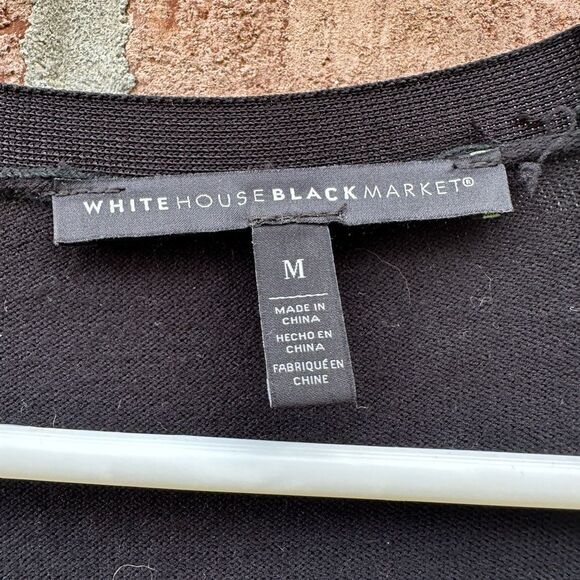 WHITE HOUSE BLACK MARKET®
M
MADE IN
CHINA
HECHO EN
CHINA
FABRIQUÉ EN
CHINE